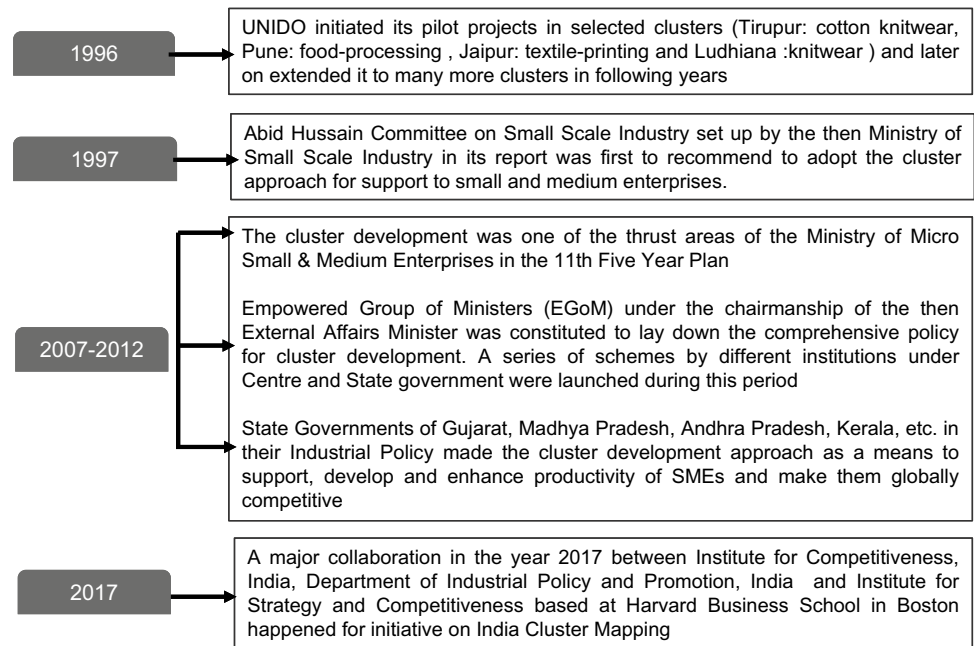 1996
UNIDO initiated its pilot projects in selected clusters (Tirupur: cotton knitwear,
Pune: food-processing , Jaipur: textile-printing and Ludhiana :knitwear ) and later
on extended it to many more clusters in following years
1997
Abid Hussain Committee on Small Scale Industry set up by the then Ministry of
Small Scale Industry in its report was first to recommend to adopt the cluster
approach for support to small and medium enterprises.
2007-2012
The cluster development was one of the thrust areas of the Ministry of Micro
Small & Medium Enterprises in the 11th Five Year Plan
Empowered Group of Ministers (EGoM) under the chairmanship of the then
External Affairs Minister was constituted to lay down the comprehensive policy
for cluster development. A series of schemes by different institutions under
Centre and State government were launched during this period
State Governments of Gujarat, Madhya Pradesh, Andhra Pradesh, Kerala, etc. in
their Industrial Policy made the cluster development approach as a means to
support, develop and enhance productivity of SMEs and make them globally
competitive
2017
A major collaboration in the year 2017 between Institute for Competitiveness,
India, Department of Industrial Policy and Promotion, India and Institute for
Strategy and Competitiveness based at Harvard Business School in Boston
happened for initiative on India Cluster Mapping